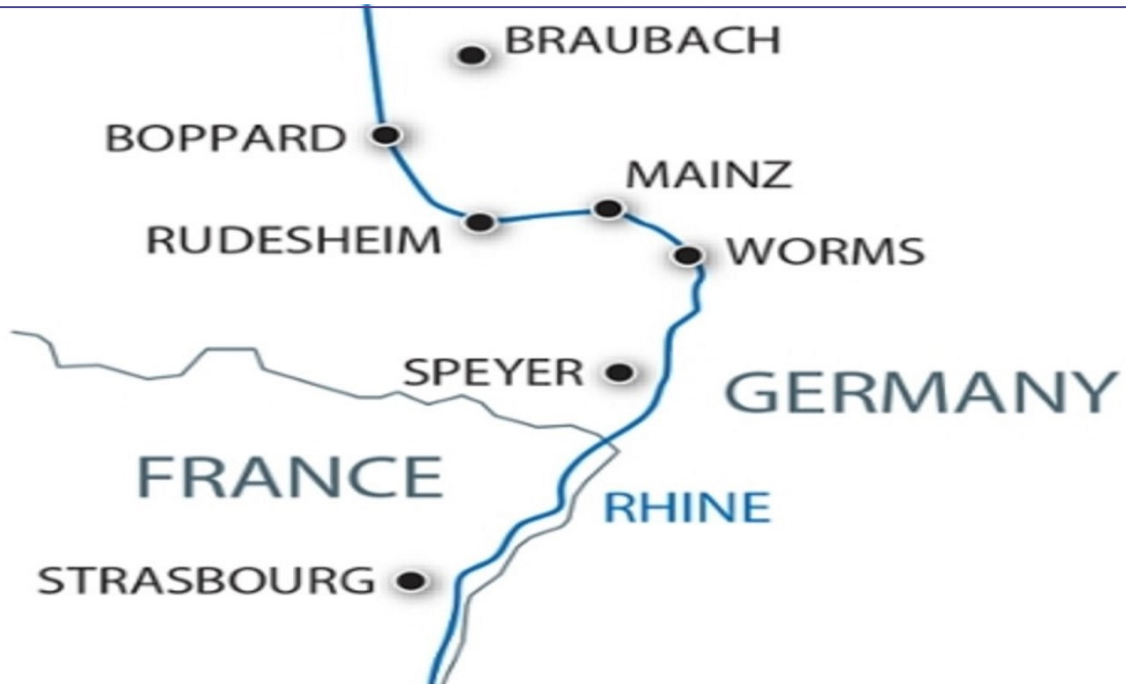 BRAUBACH
BOPPARD
MAINZ
RUDESHEIM
WORMS
SPEYER
GERMANY
FRANCE
RHINE
STRASBOURG